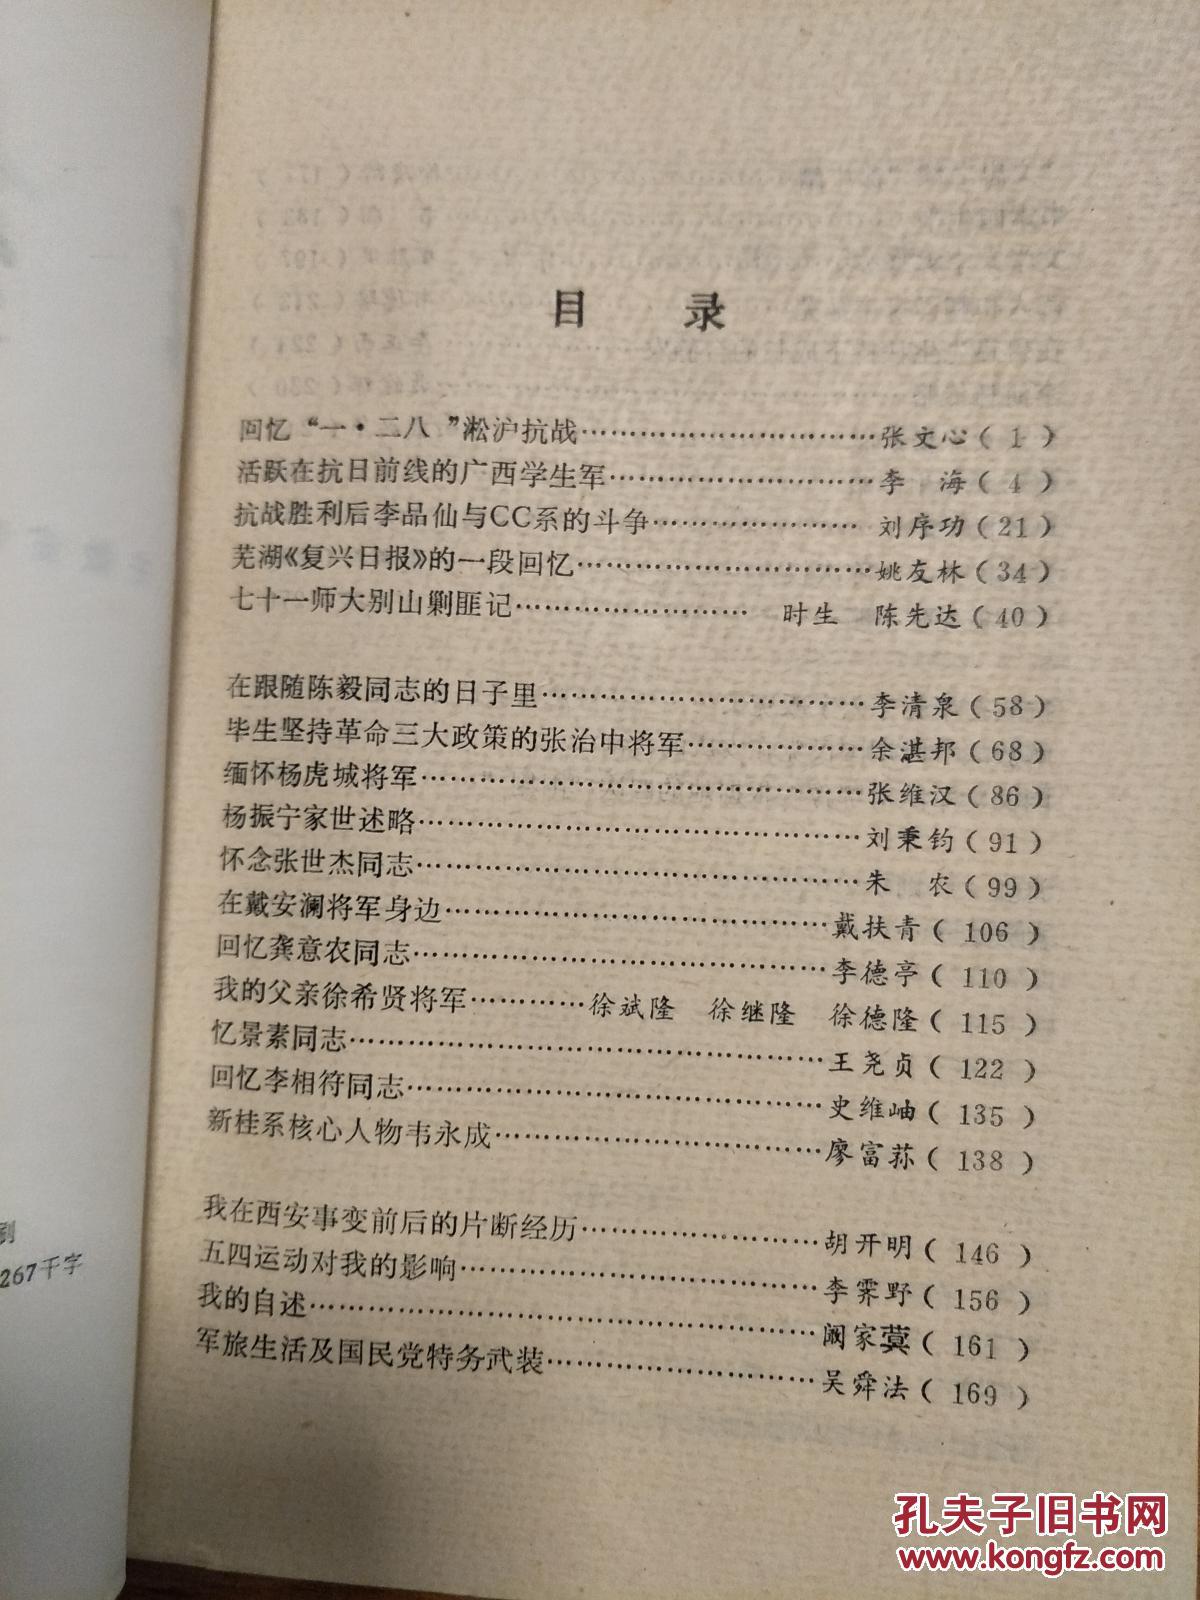 目 录
回忆“一·二八”淞沪抗战……………………………张文心(1)
活跃在抗日前线的广西学生军…………………………李 海(4)
抗战胜利后李品仙与CC系的斗争…………………… 刘序功(21)
芜湖《复兴日报》的一段回忆……………………………姚友林(34)
七十一师大别山剿匪记……………………… 时生 陈先达(40)
在跟随陈毅同志的日子里………………………………李清泉(58)
毕生坚持革命三大政策的张治中将军…………………余湛邦(68)
缅怀杨虎城将军…………………………………………张维汉(86)
杨振宁家世述略…………………………………………刘秉钧(91)
怀念张世杰同志…………………………………………朱 农(99)
在戴安澜将军身边……………………………………戴扶青(106)
回忆龚意农同志………………………………………李德亭(110)
我的父亲徐希贤将军…………徐斌隆 徐继隆 徐德隆(115)
忆景素同志……………………………………………王尧贞(122)
回忆李相符同志………………………………………史维岫(135)
新桂系核心人物韦永成………………………………廖富荪(138)
我在西安事变前后的片断经历………………………胡开明(146)
五四运动对我的影响…………………………………李霁野(156)
我的自述………………………………………………阚家蓂(161)
军旅生活及国民党特务武装…………………………吴舜法(169)
刷
267千字
孔夫子旧书网
www.kongfz.com